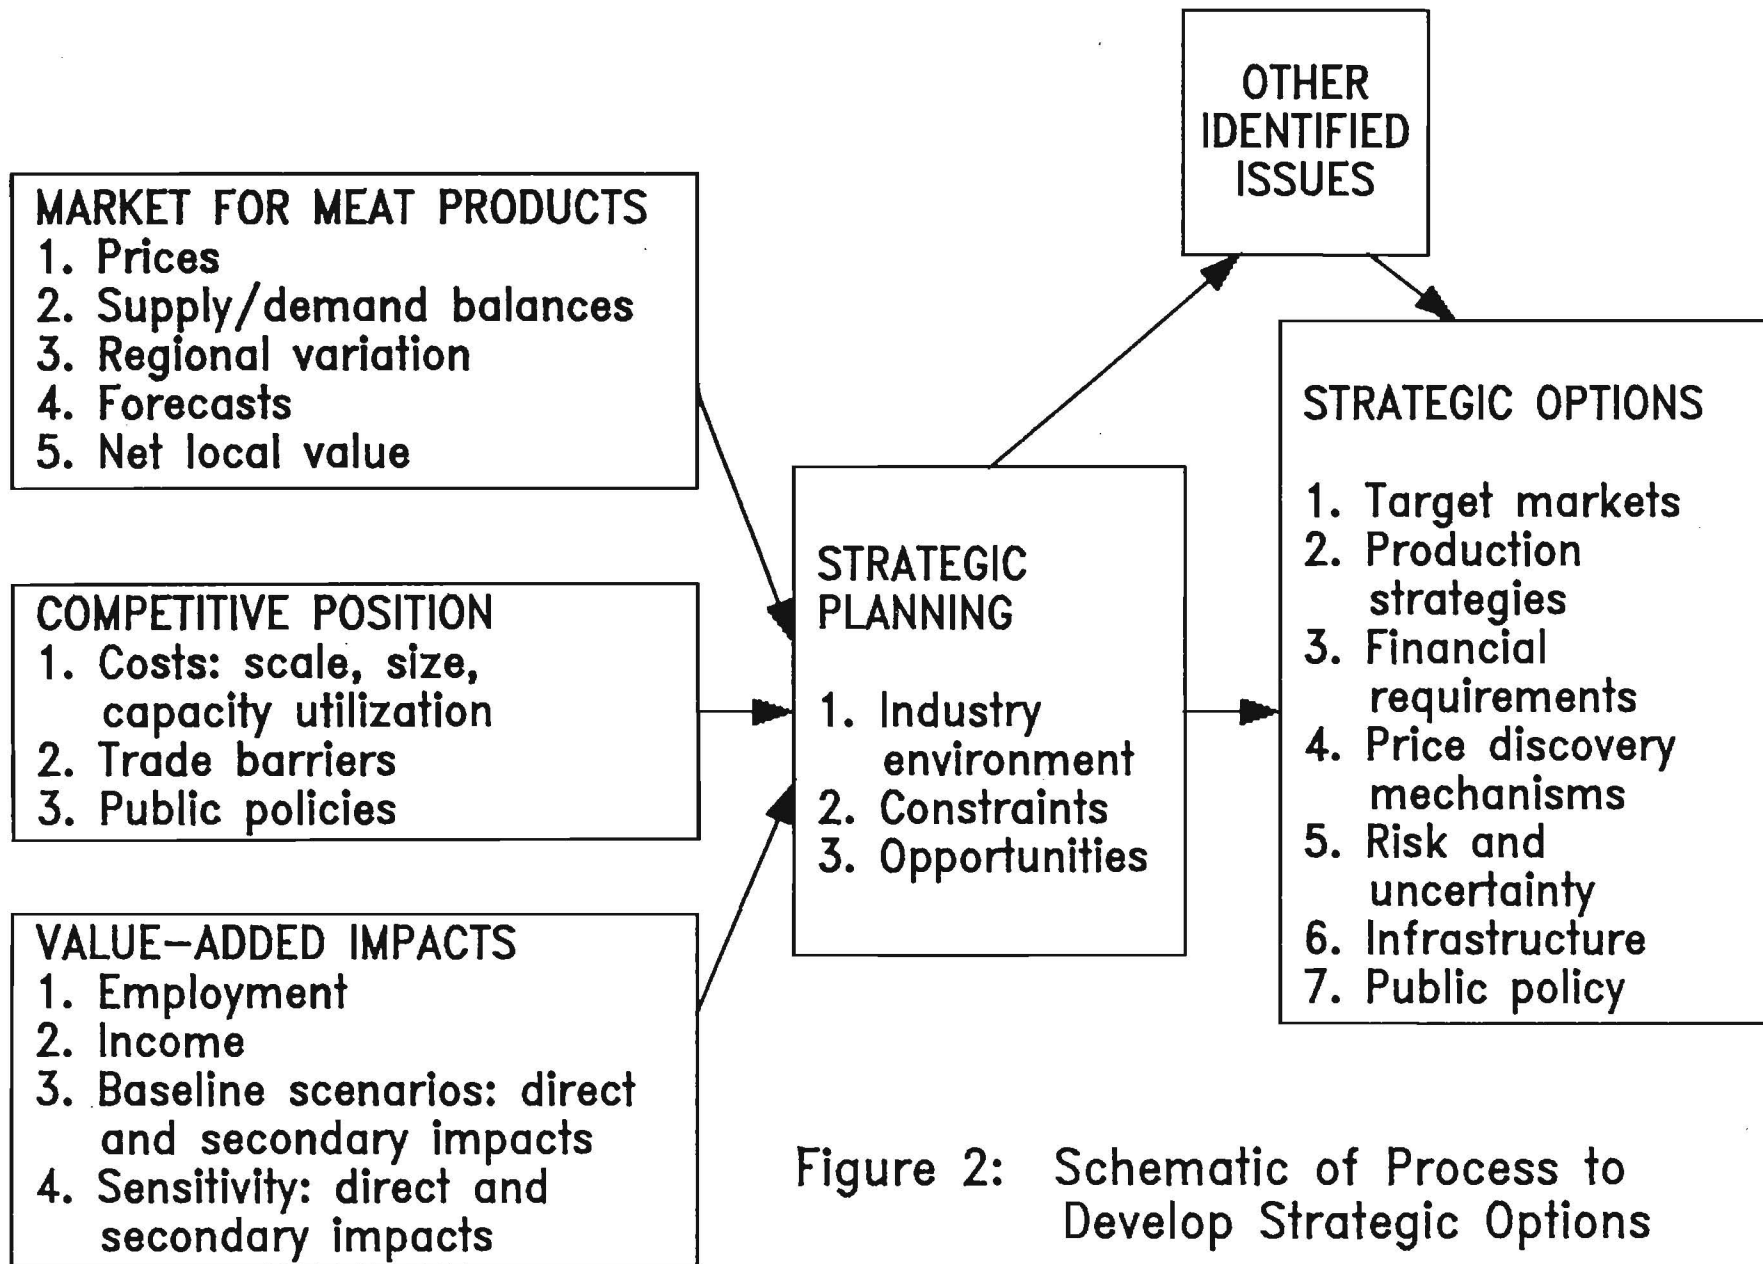 OTHER
IDENTIFIED
ISSUES
MARKET FOR MEAT PRODUCTS
1. Prices
2. Supply/demand balances
3. Regional variation
4. Forecasts
5. Net local value
COMPETITIVE POSITION
1. Costs: scale, size,
capacity utilization
2. Trade barriers
3. Public policies
VALUE-ADDED IMPACTS
1. Employment
2. Income
3. Baseline scenarios: direct
and secondary impacts
4. Sensitivity: direct and
secondary impacts
STRATEGIC
PLANNING
1. Industry
environment
2. Constraints
3. Opportunities
STRATEGIC OPTIONS
1. Target markets
2. Production
strategies
3. Financial
requirements
4. Price discovery
mechanisms
5. Risk and
uncertainty
6. Infrastructure
7. Public policy
Figure 2: Schematic of Process to
Develop Strategic Options